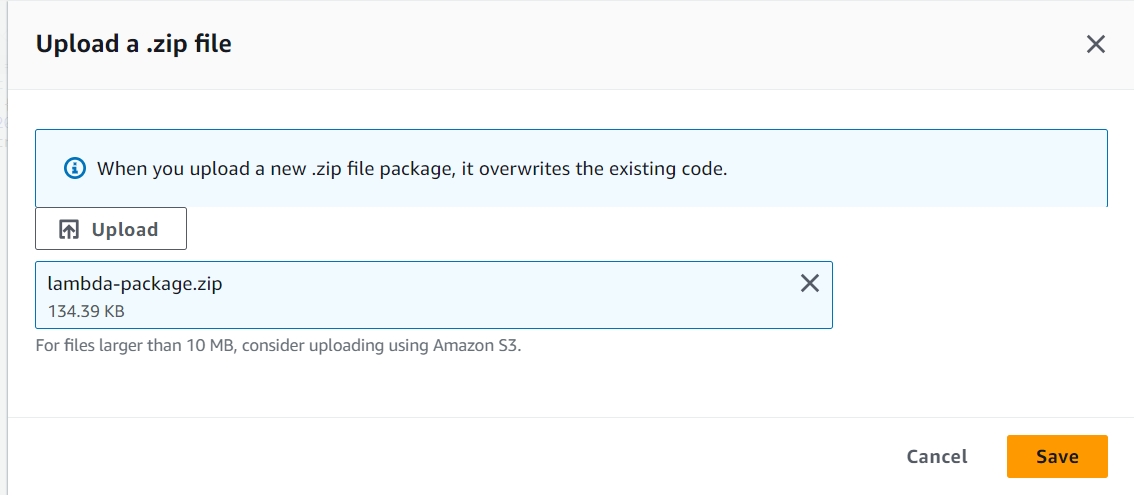 Upload a .zip file
When you upload a new .zip file package, it overwrites the existing code.
Upload
lambda-package.zip
134.39 KB
For files larger than 10 MB, consider uploading using Amazon S3.
Cancel
Save